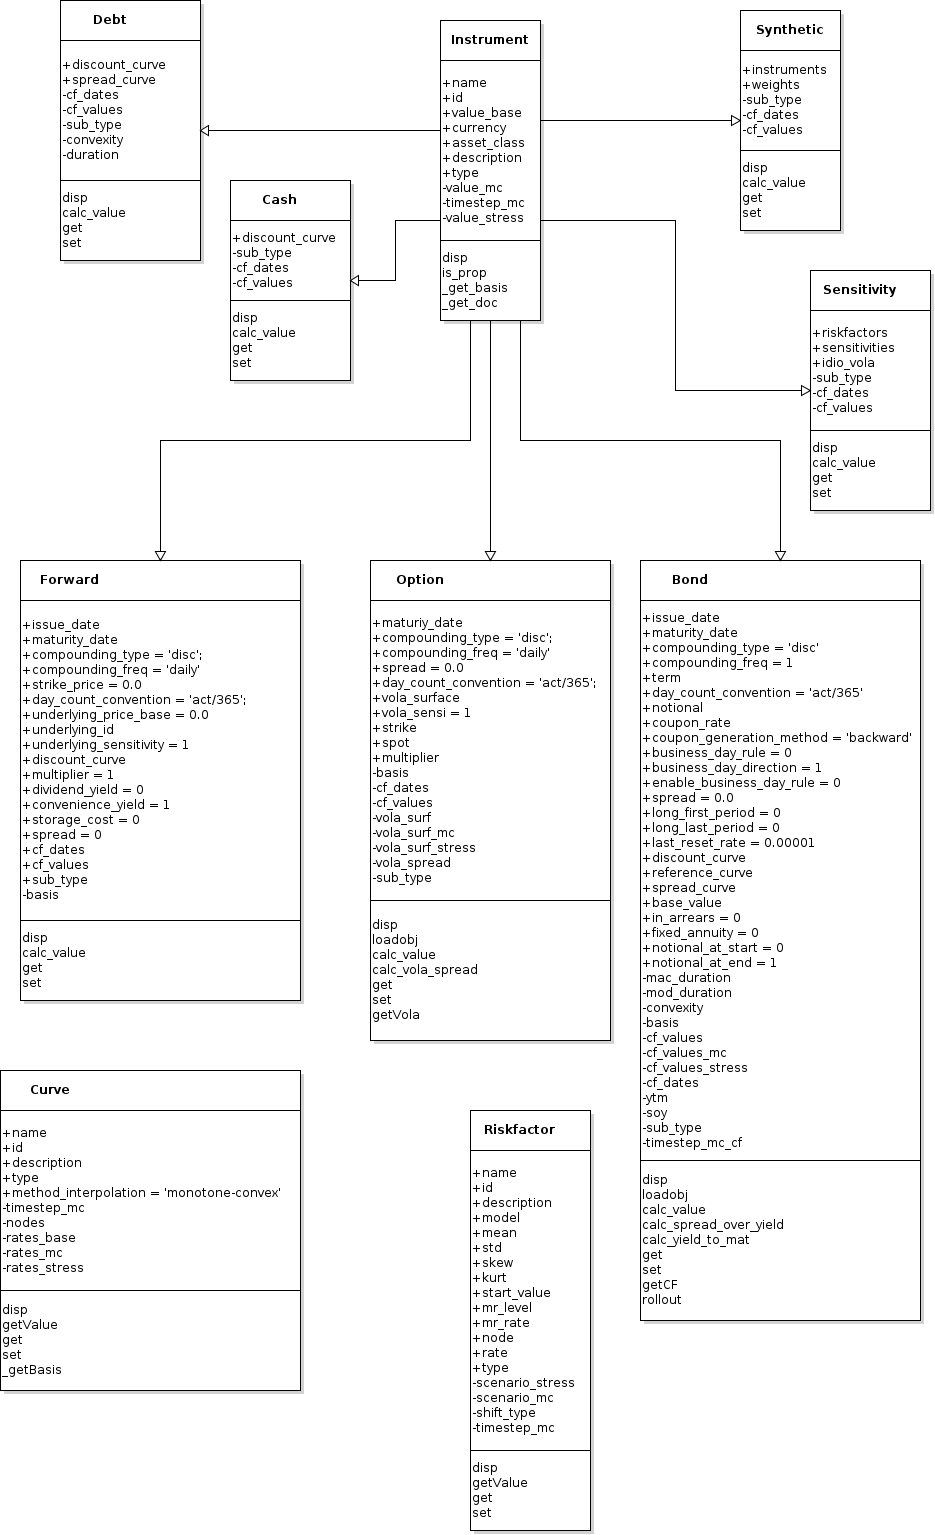 Debt
+discount_curve
+spread_curve
-cf_dates
-cf_values
-sub_type
-convexity
-duration
disp
calc_value
get
set
Instrument
+name
+id
+value_base
+currency
+asset_class
+description
+type
-value_mc
-timestep_mc
-value_stress
disp
is_prop
_get_basis
_get_doc
Synthetic
+instruments
+weights
-sub_type
-cf_dates
-cf_values
disp
calc_value
get
set
Cash
+discount_curve
-sub_type
-cf_dates
-cf_values
disp
calc_value
get
set
Sensitivity
+riskfactors
+sensitivities
+idio_vola
-sub_type
-cf_dates
-cf_values
disp
calc_value
get
set
Forward
+issue_date
+maturity_date
+compounding_type = 'disc';
+compounding_freq = 'daily'
+strike_price = 0.0
+day_count_convention = 'act/365';
+underlying_price_base = 0.0
+underlying_id
+underlying_sensitivity = 1
+discount_curve
+multiplier = 1
+dividend_yield = 0
+convenience_yield = 1
+storage_cost = 0
+spread = 0
+cf_dates
+cf_values
+sub_type
-basis
disp
calc_value
get
set
Option
+maturiy_date
+compounding_type = 'disc';
+compounding_freq = 'daily'
+spread = 0.0
+day_count_convention = 'act/365';
+vola_surface
+vola_sensi = 1
+strike
+spot
+multiplier
-basis
-cf_dates
-cf_values
-vola_surf
-vola_surf_mc
-vola_surf_stress
-vola_spread
-sub_type
disp
loadobj
calc_value
calc_vola_spread
get
set
getVola
Bond
+issue_date
+maturity_date
+compounding_type = 'disc'
+compounding_freq = 1
+term
+day_count_convention = 'act/365'
+notional
+coupon_rate
+coupon_generation_method = 'backward'
+business_day_rule = 0
+business_day_direction = 1
+enable_business_day_rule = 0
+spread = 0.0
+long_first_period = 0
+long_last_period = 0
+last_reset_rate = 0.00001
+discount_curve
+reference_curve
+spread_curve
+base_value
+in_arrears = 0
+fixed_annuity = 0
+notional_at_start = 0
+notional_at_end = 1
-mac_duration
-mod_duration
-convexity
-basis
-cf_values
-cf_values_mc
-cf_values_stress
-cf_dates
-ytm
-soy
-sub_type
-timestep_mc_cf
disp
loadobj
calc_value
calc_spread_over_yield
calc_yield_to_mat
get
set
getCF
rollout
Curve
+name
+id
+description
+type
+method_interpolation = 'monotone-convex'
-timestep_mc
-nodes
-rates_base
-rates_mc
-rates_stress
disp
getValue
get
set
_getBasis
Riskfactor
+name
+id
+description
+model
+mean
+std
+skew
+kurt
+start_value
+mr_level
+mr_rate
+node
+rate
+type
-scenario_stress
-scenario_mc
-shift_type
-timestep_mc
disp
getValue
get
set